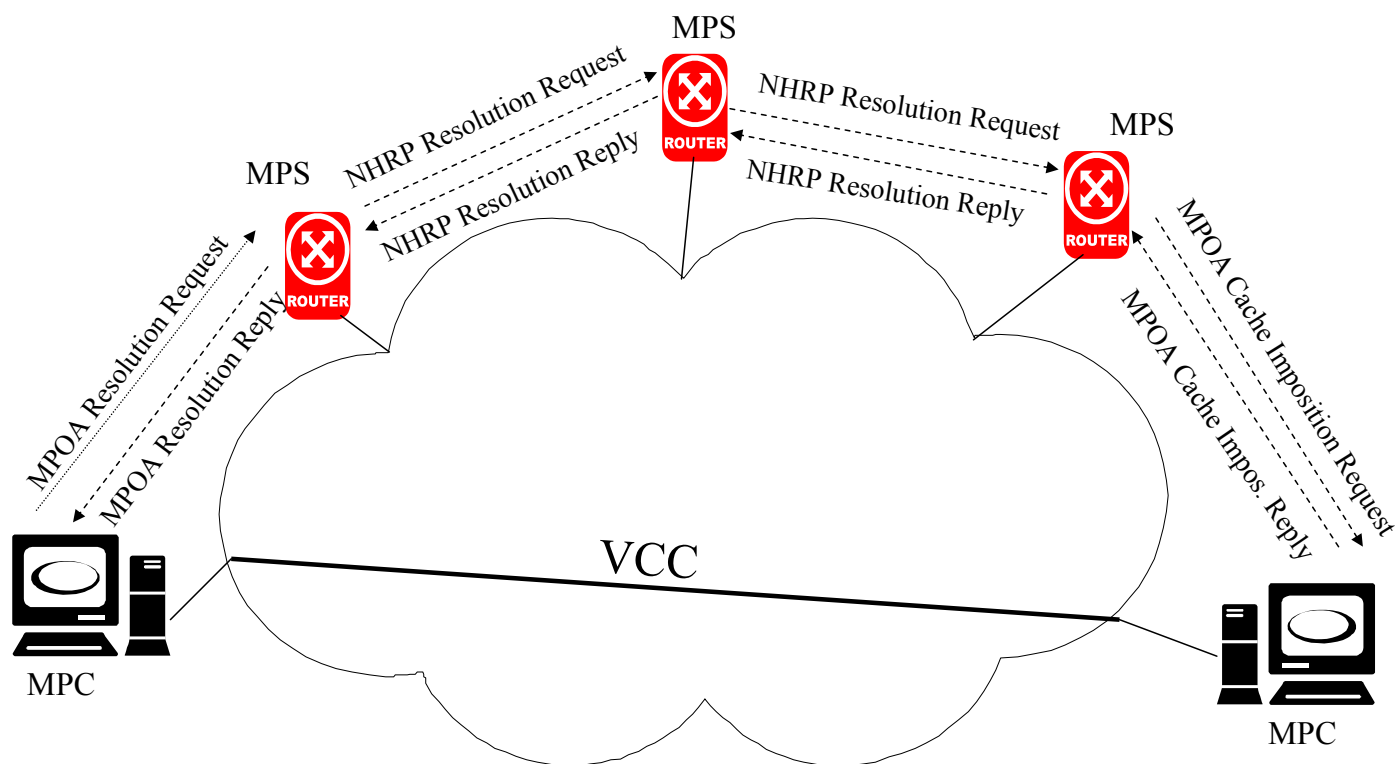 MPS
NHRP Resolution Request
NHRP Resolution Reply
ROUTER
NHRP Resolution Request
NHRP Resolution Reply
MPS
ROUTER
MPS
ROUTER
MPOA Resolution Request
MPOA Resolution Reply
MPOA Cache Imposition Request
MPOA Cache Impos. Reply
VCC
MPC
MPC